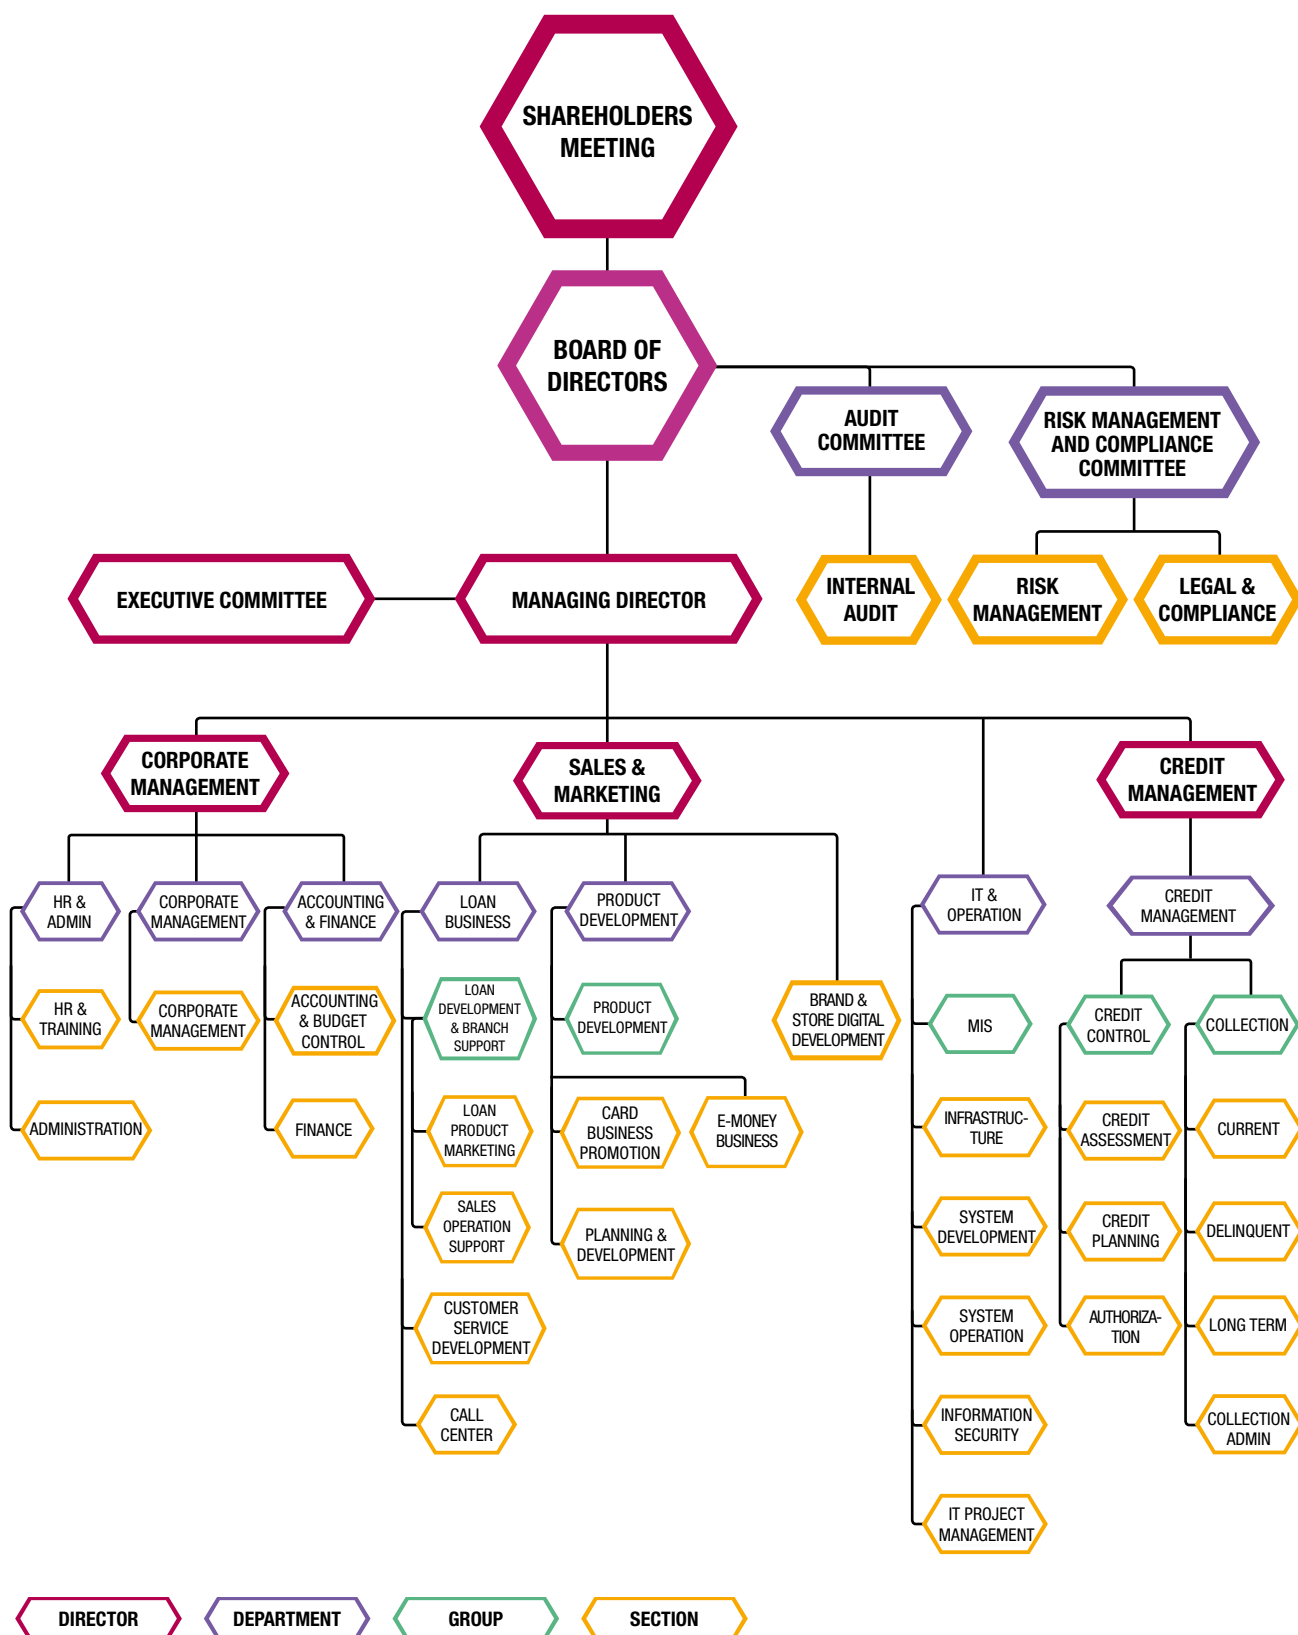 SHAREHOLDERS
MEETING
BOARD OF
DIRECTORS
AUDIT
COMMITTEE
RISK MANAGEMENT
AND COMPLIANCE
COMMITTEE
EXECUTIVE COMMITTEE
MANAGING DIRECTOR
INTERNAL
AUDIT
RISK
MANAGEMENT
LEGAL &
COMPLIANCE
CORPORATE
MANAGEMENT
SALES &
MARKETING
CREDIT
MANAGEMENT
HR &
ADMIN
CORPORATE
MANAGEMENT
ACCOUNTING
& FINANCE
LOAN
BUSINESS
PRODUCT
DEVELOPMENT
IT &
OPERATION
CREDIT
MANAGEMENT
HR &
TRAINING
CORPORATE
MANAGEMENT
ACCOUNTING
& BUDGET
CONTROL
LOAN
DEVELOPMENT
& BRANCH
SUPPORT
PRODUCT
DEVELOPMENT
BRAND &
STORE DIGITAL
DEVELOPMENT
MIS
CREDIT
CONTROL
COLLECTION
ADMINISTRATION
FINANCE
LOAN
PRODUCT
MARKETING
CARD
BUSINESS
PROMOTION
E-MONEY
BUSINESS
INFRASTRUC-
TURE
CREDIT
ASSESSMENT
CURRENT
SALES
OPERATION
SUPPORT
PLANNING &
DEVELOPMENT
SYSTEM
DEVELOPMENT
CREDIT
PLANNING
DELINQUENT
CUSTOMER
SERVICE
DEVELOPMENT
SYSTEM
OPERATION
AUTHORIZA-
TION
LONG TERM
CALL
CENTER
INFORMATION
SECURITY
COLLECTION
ADMIN
IT PROJECT
MANAGEMENT
DIRECTOR
DEPARTMENT
GROUP
SECTION